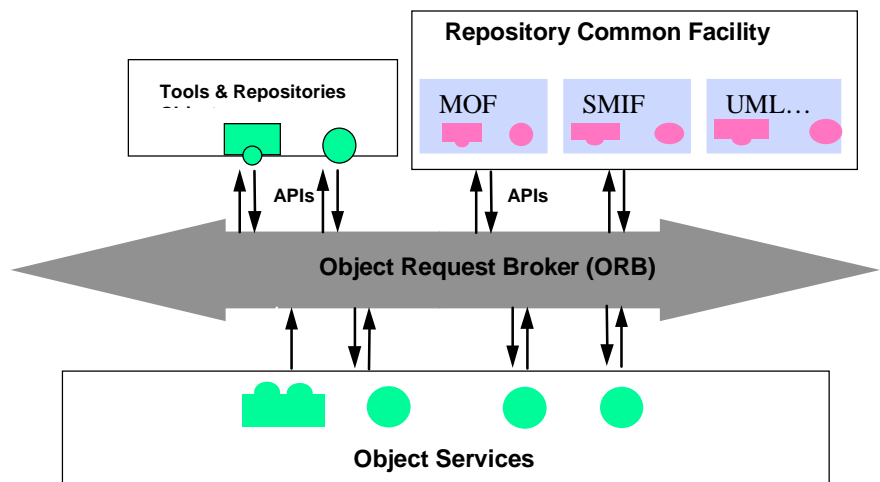 Repository Common Facility
Tools & Repositories
MOF
SMIF
UML…
APIs
APIs
Object Request Broker (ORB)
Object Services